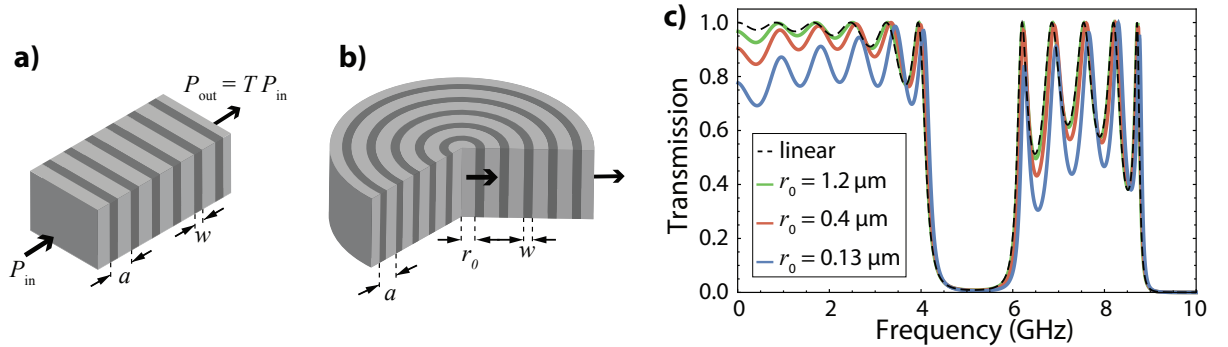 a)
P_out = T P_in
P_in
a
w
b)
r_0
w
a
c)
Transmission
1.0
0.8
0.6
0.4
0.2
0.0
linear
r_0 = 1.2 μm
r_0 = 0.4 μm
r_0 = 0.13 μm
0 2 4 6 8 10
Frequency (GHz)